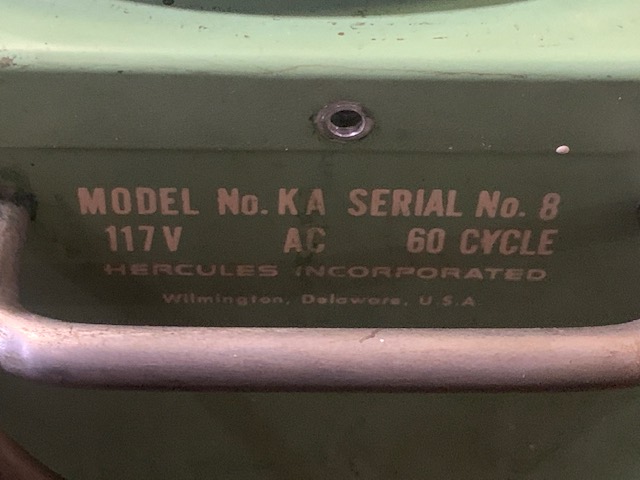 MODEL No. KA SERIAL No. 8
117V AC 60 CYCLE
HERCULES INCORPORATED
Wilmington, Delaware, U.S.A